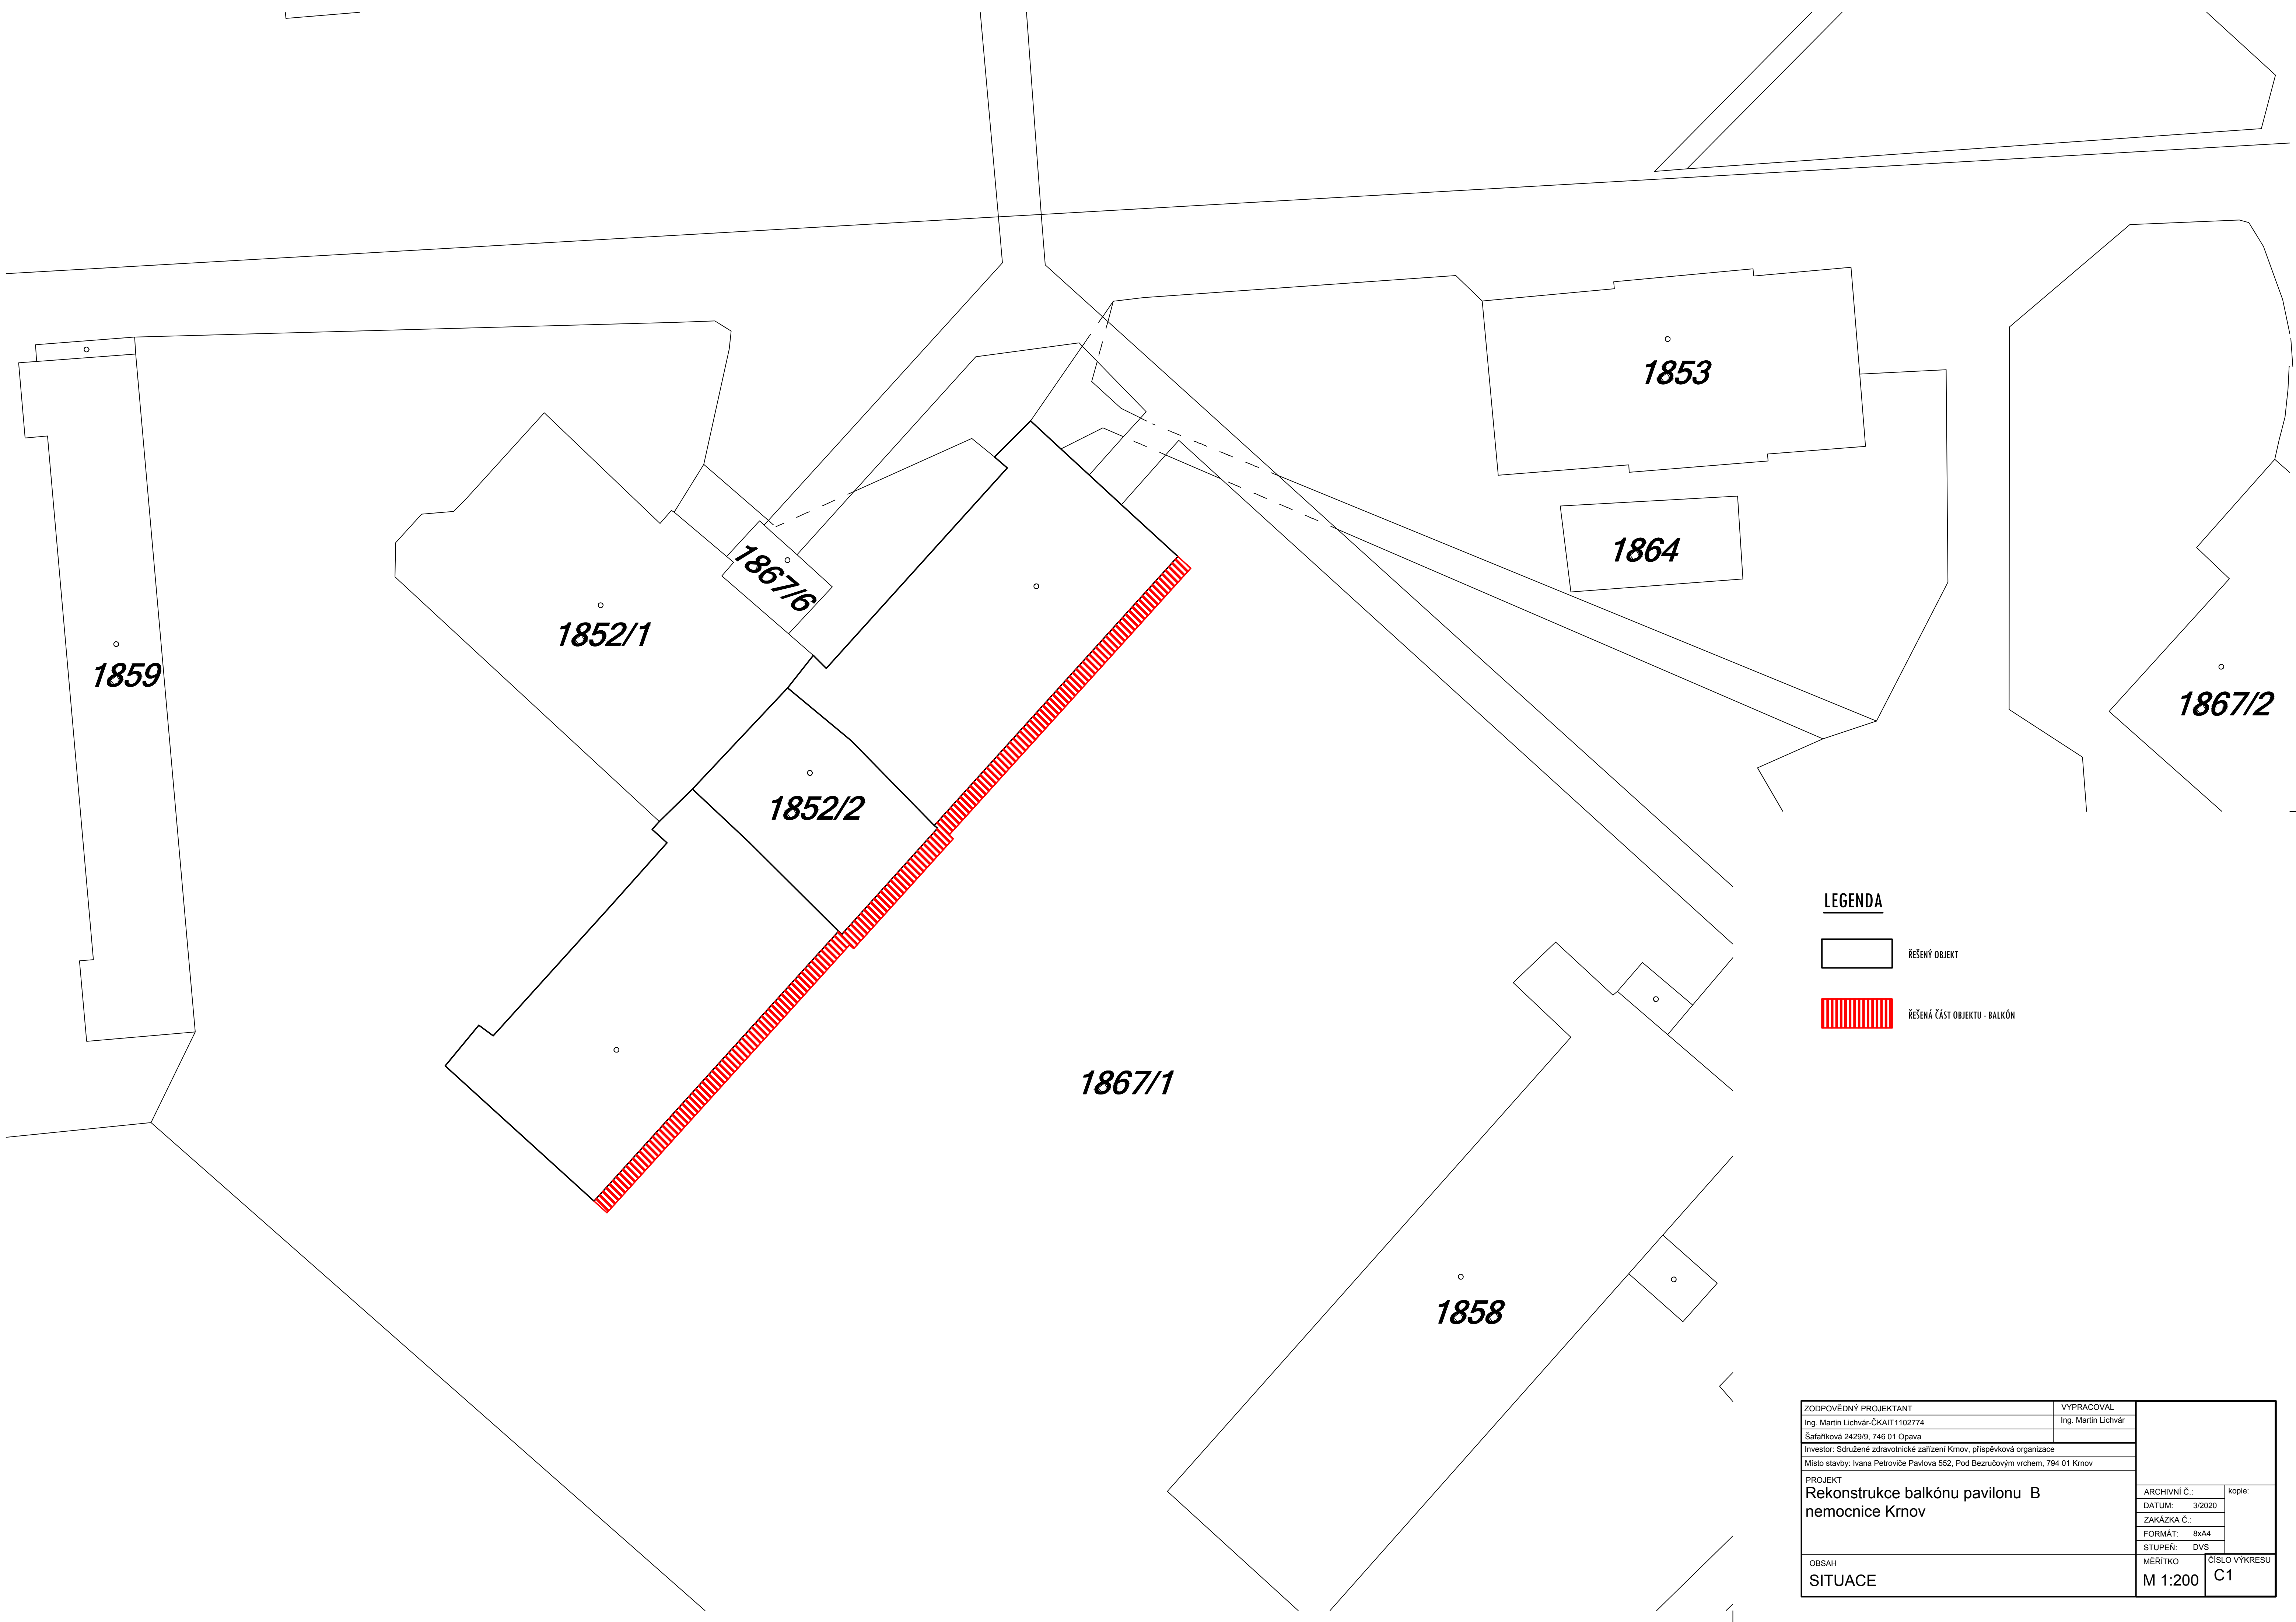 1853
1864
1867/6
1852/1
1859
1867/2
1852/2
1867/1
1858
LEGENDA
ŘEŠENÝ OBJEKT
ŘEŠENÁ ČÁST OBJEKTU - BALKÓN
ZODPOVĚDNÝ PROJEKTANT
VYPRACOVAL
Ing. Martin Lichvár-ČKAIT1102774
Ing. Martin Lichvár
Šafaříková 2429/9, 746 01 Opava
Investor: Sdružené zdravotnické zařízení Krnov, příspěvková organizace
Místo stavby: Ivana Petroviče Pavlova 552, Pod Bezručovým vrchem, 794 01 Krnov
PROJEKT
Rekonstrukce balkónu pavilonu B
nemocnice Krnov
ARCHIVNÍ Č.:
kopie:
DATUM: 3/2020
ZAKÁZKA Č.:
FORMÁT: 8xA4
STUPEŇ: DVS
OBSAH
SITUACE
MĚŘÍTKO
M 1:200
ČÍSLO VÝKRESU
C1